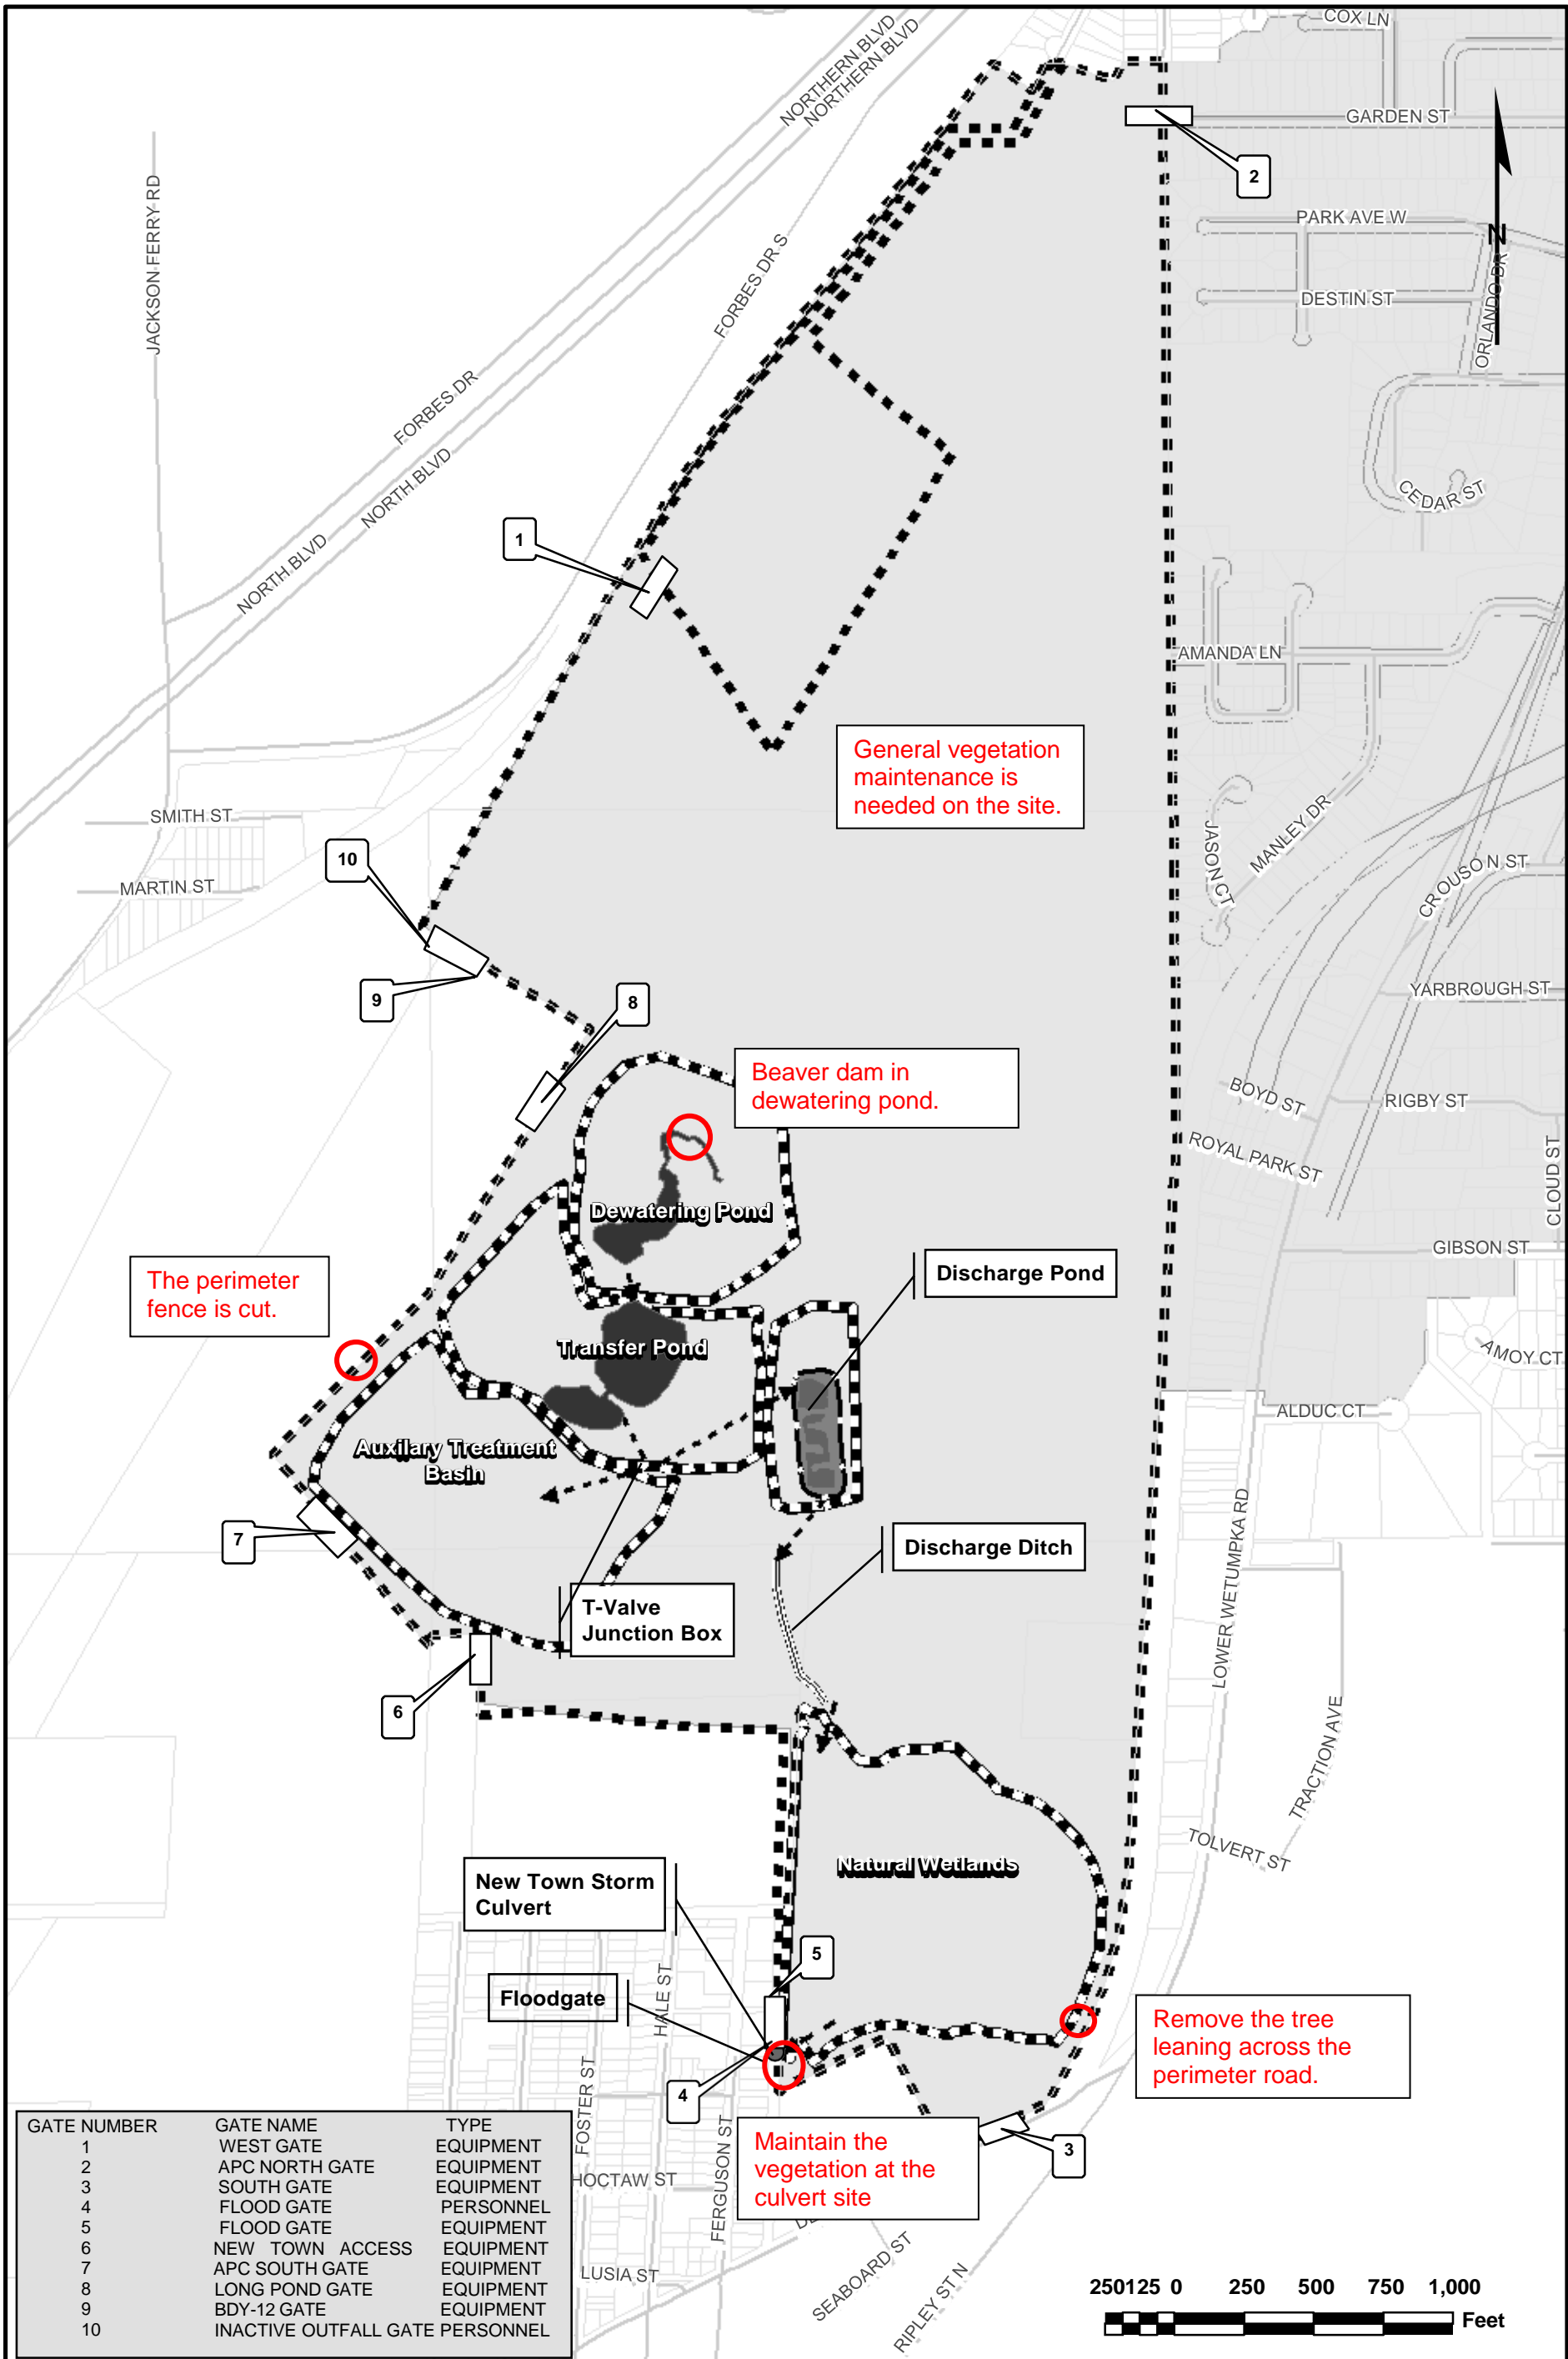 COX LN
NORTHERN BLVD
NORTHERN BLVD
GARDEN ST
2
JACKSON FERRY RD
PARK AVE W
N
FORBES DR S
DESTIN ST
ORLANDO DR
FORBES DR
NORTH BLVD
CEDAR ST
1
NORTH BLVD
AMANDA LN
General vegetation
maintenance is
needed on the site.
SMITH ST
MANLEY DR
JASON CT
10
MARTIN ST
CROUSON ST
9
8
YARBROUGH ST
Beaver dam in
dewatering pond.
BOYD ST
RIGBY ST
ROYAL PARK ST
CLOUD ST
Dewatering Pond
GIBSON ST
The perimeter
fence is cut.
Discharge Pond
Transfer Pond
AMOY CT
ALDUC CT
Auxilary Treatment
Basin
7
Discharge Ditch
LOWER WETUMPKA RD
T-Valve
Junction Box
6
TRACTION AVE
TOLVERT ST
Natural Wetlands
New Town Storm
Culvert
5
Floodgate
HALE ST
Remove the tree
leaning across the
perimeter road.
FOSTER ST
4
Maintain the
vegetation at the
culvert site
3
HOCTAW ST
FERGUSON ST
LUSIA ST
SEABOARD ST
RIPLEY ST N
GATE NUMBER GATE NAME TYPE
1 WEST GATE EQUIPMENT
2 APC NORTH GATE EQUIPMENT
3 SOUTH GATE EQUIPMENT
4 FLOOD GATE PERSONNEL
5 FLOOD GATE EQUIPMENT
6 NEW TOWN ACCESS EQUIPMENT
7 APC SOUTH GATE EQUIPMENT
8 LONG POND GATE EQUIPMENT
9 BDY-12 GATE EQUIPMENT
10 INACTIVE OUTFALL GATE PERSONNEL
250125 0 250 500 750 1,000
Feet